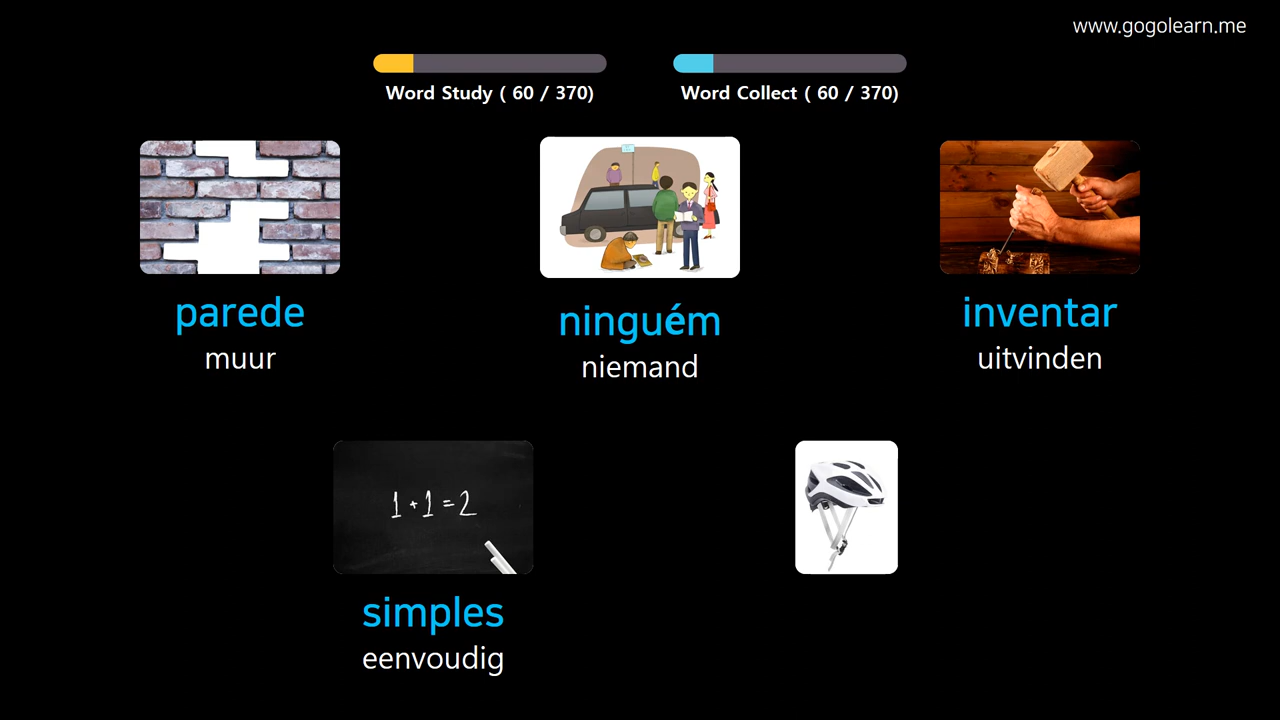 www.gogolearn.me
Word Study ( 60 / 370)
Word Collect ( 60 / 370)
parede
muur
ninguém
niemand
inventar
uitvinden
1+1=2
simples
eenvoudig